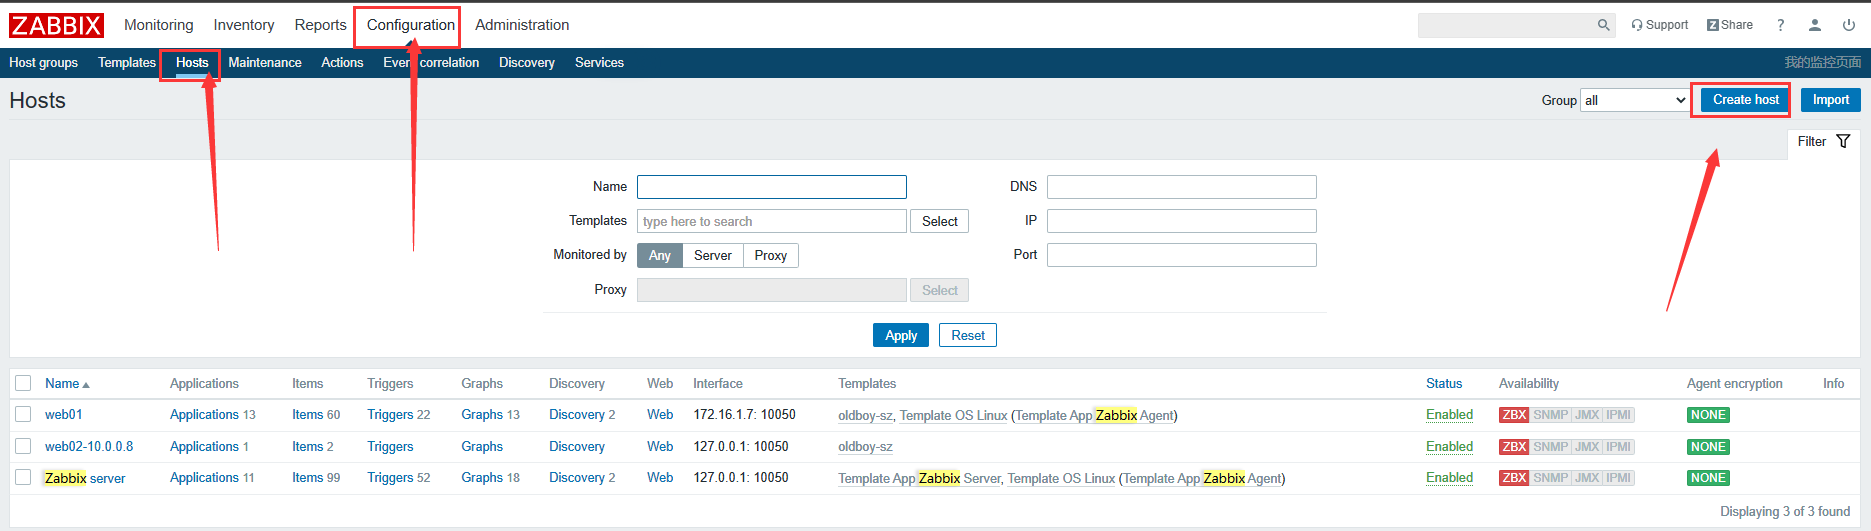 ZABBIX Monitoring Inventory Reports Configuration Administration Support Z Share ?
Host groups Templates Hosts Maintenance Actions Event correlation Discovery Services 我的监控页面
Hosts Group all Create host Import
Filter
Name DNS
Templates type here to search Select IP
Monitored by Any Server Proxy Port
Proxy Select
Apply Reset
Name Applications Items Triggers Graphs Discovery Web Interface Templates Status Availability Agent encryption Info
web01 Applications 13 Items 60 Triggers 22 Graphs 13 Discovery 2 Web 172.16.1.7: 10050 oldboy-sz, Template OS Linux (Template App Zabbix Agent) Enabled ZBX SNMP JMX IPMI NONE
web02-10.0.0.8 Applications 1 Items 2 Triggers Graphs Discovery Web 127.0.0.1: 10050 oldboy-sz Enabled ZBX SNMP JMX IPMI NONE
Zabbix server Applications 11 Items 99 Triggers 52 Graphs 18 Discovery 2 Web 127.0.0.1: 10050 Template App Zabbix Server, Template OS Linux (Template App Zabbix Agent) Enabled ZBX SNMP JMX IPMI NONE
Displaying 3 of 3 found